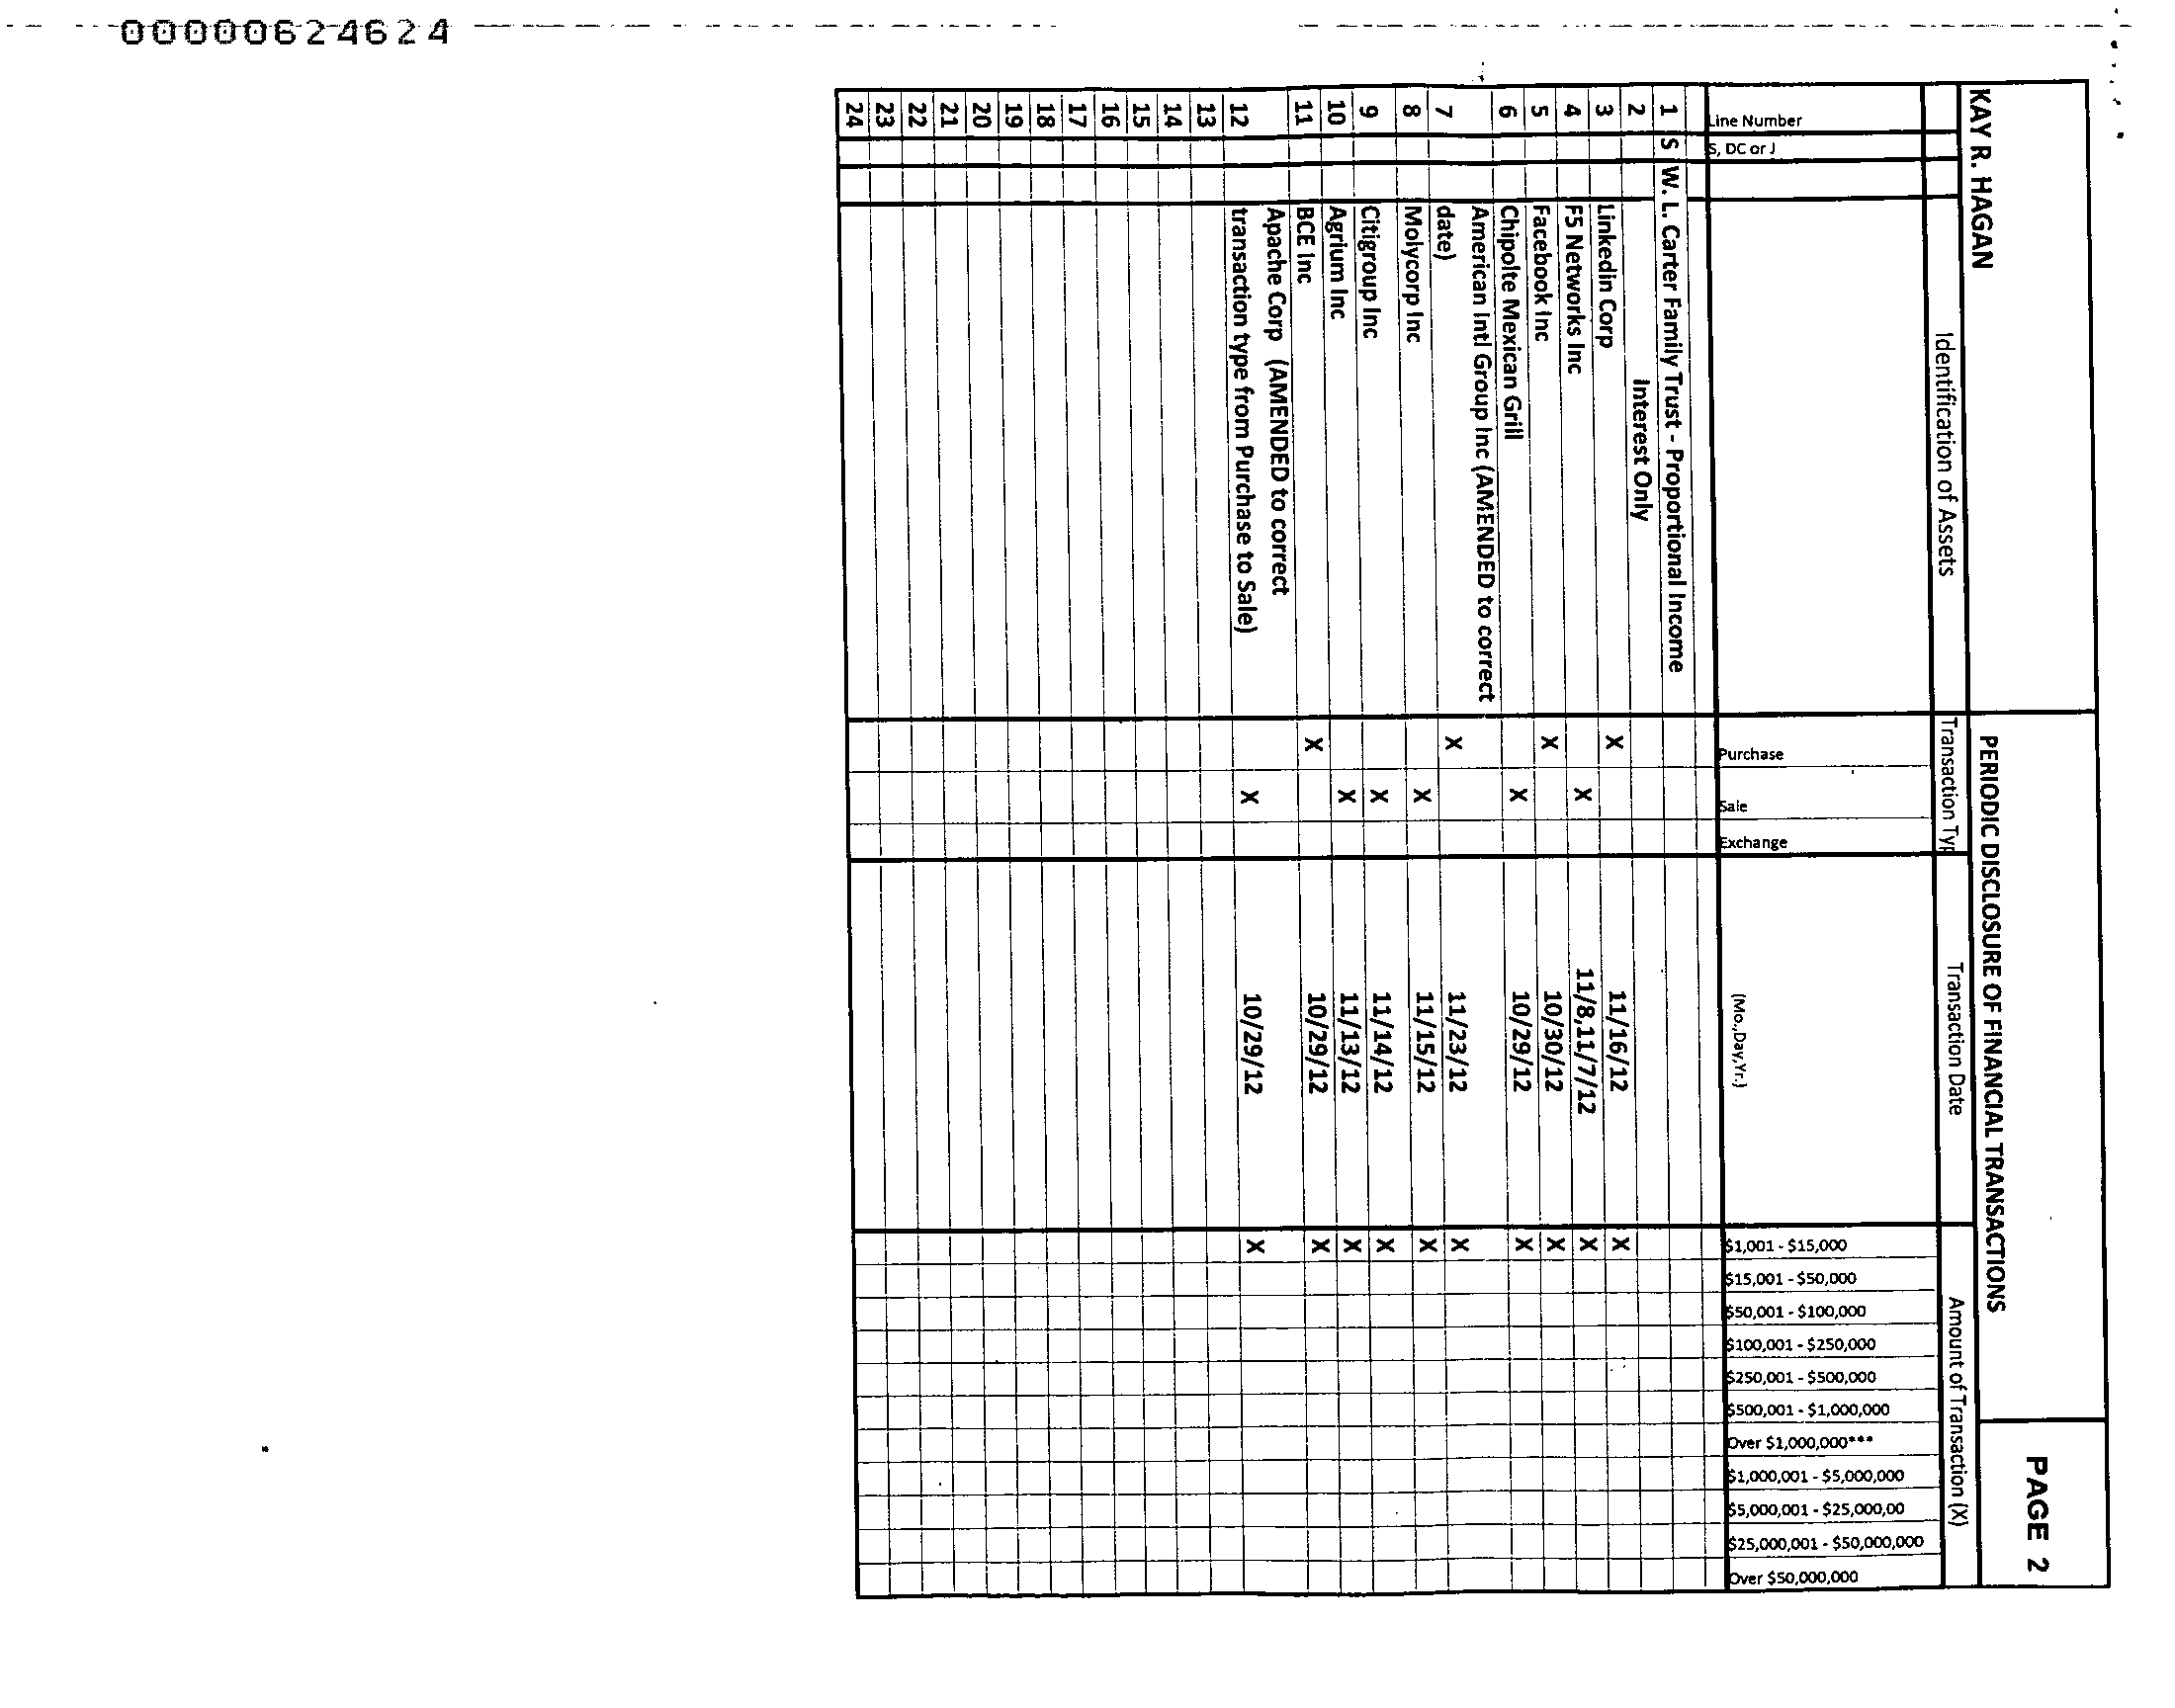 00000624624
KAY R. HAGAN PERIODIC DISCLOSURE OF FINANCIAL TRANSACTIONS PAGE 2
Identification of Assets Transaction Typ Transaction Date Amount of Transaction (X)
Line Number S, DC or J Purchase Sale Exchange (Mo.,Day,Yr.) $1,001 - $15,000 $15,001 - $50,000 $50,001 - $100,000 $100,001 - $250,000 $250,001 - $500,000 $500,001 - $1,000,000 Over $1,000,000*** $1,000,001 - $5,000,000 $5,000,001 - $25,000,00 $25,000,001 - $50,000,000 Over $50,000,000
1 S W. L. Carter Family Trust - Proportional Income
2 Interest Only
3 Linkedin Corp X 11/16/12 X
4 F5 Networks Inc X 11/8,11/7/12 X
5 Facebook Inc X 10/30/12 X
6 Chipolte Mexican Grill X 10/29/12 X
American Intl Group Inc (AMENDED to correct
7 date) X 11/23/12 X
8 Molycorp Inc X 11/15/12 X
9 Citigroup Inc X 11/14/12 X
10 Agrium Inc X 11/13/12 X
11 BCE Inc X 10/29/12 X
Apache Corp (AMENDED to correct
12 transaction type from Purchase to Sale) X 10/29/12 X
13
14
15
16
17
18
19
20
21
22
23
24